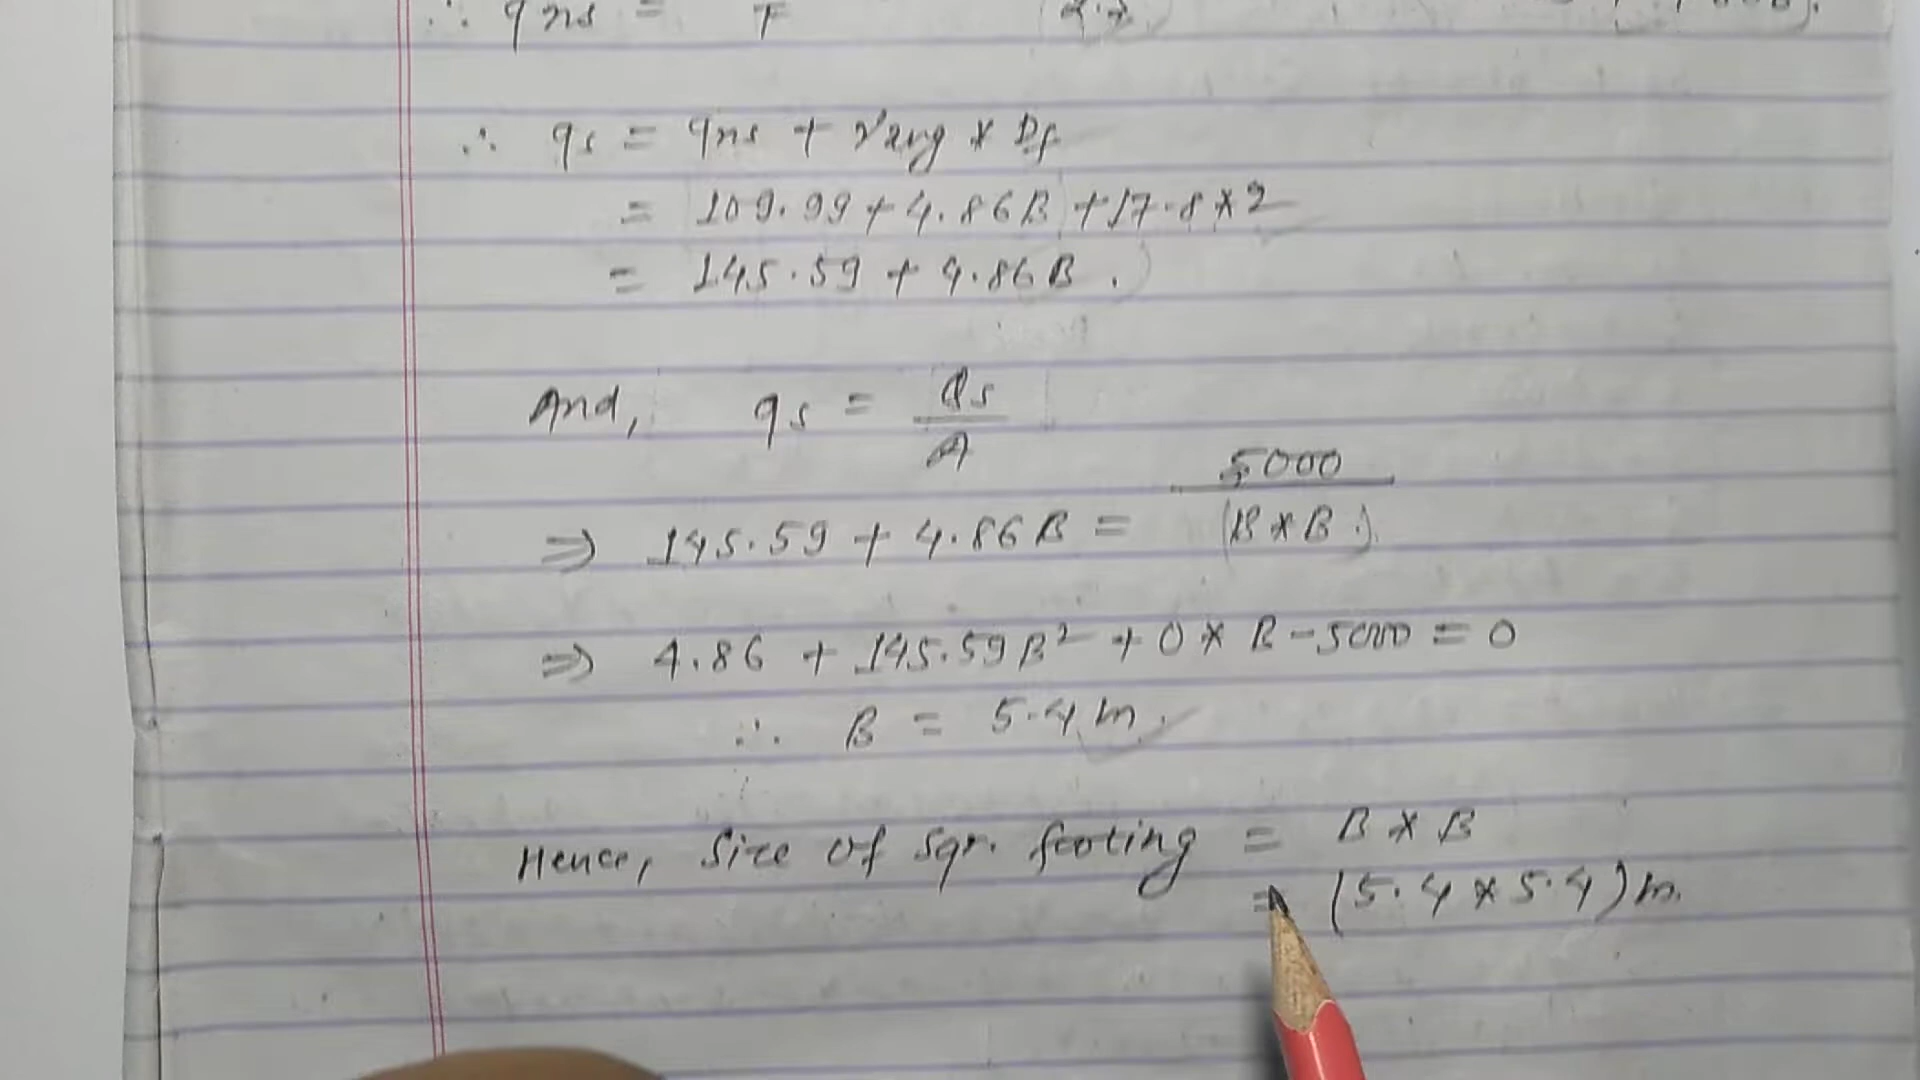 ∴ qns =
∴ qs = qns + γavg * Df
= 109.99 + 4.86B + 17.8 * 2
= 145.59 + 4.86B.
And, qs = Qs / A
⇒ 145.59 + 4.86B = 5000 / (B * B)
⇒ 4.86 + 145.59B² + 0 * B - 5000 = 0
∴ B = 5.4 m.
Hence, Size of sqr. footing = B * B
= (5.4 * 5.4) m.